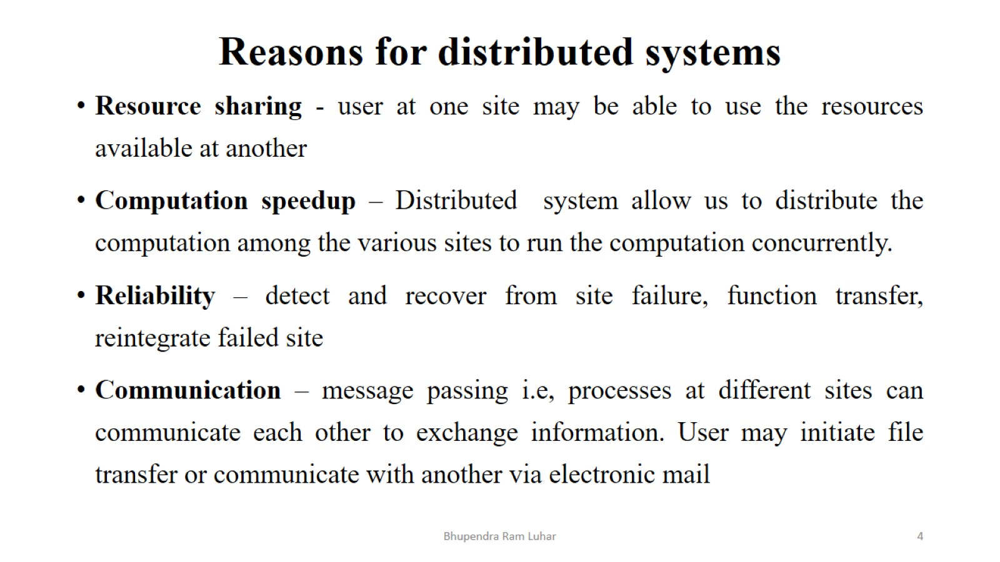 Reasons for distributed systems
• Resource sharing - user at one site may be able to use the resources
available at another
• Computation speedup – Distributed system allow us to distribute the
computation among the various sites to run the computation concurrently.
• Reliability – detect and recover from site failure, function transfer,
reintegrate failed site
• Communication – message passing i.e, processes at different sites can
communicate each other to exchange information. User may initiate file
transfer or communicate with another via electronic mail
Bhupendra Ram Luhar
4